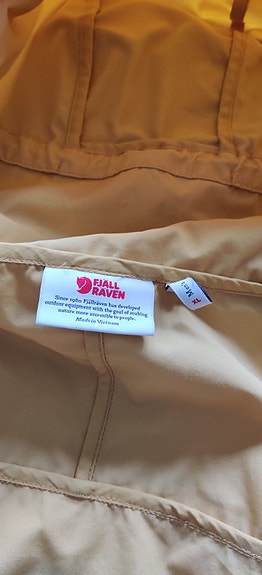 FJÄLL
RÄVEN
Since 1960 Fjällräven has developed
outdoor equipment with the goal of making
nature more accessible to people.
Made in Vietnam
XL